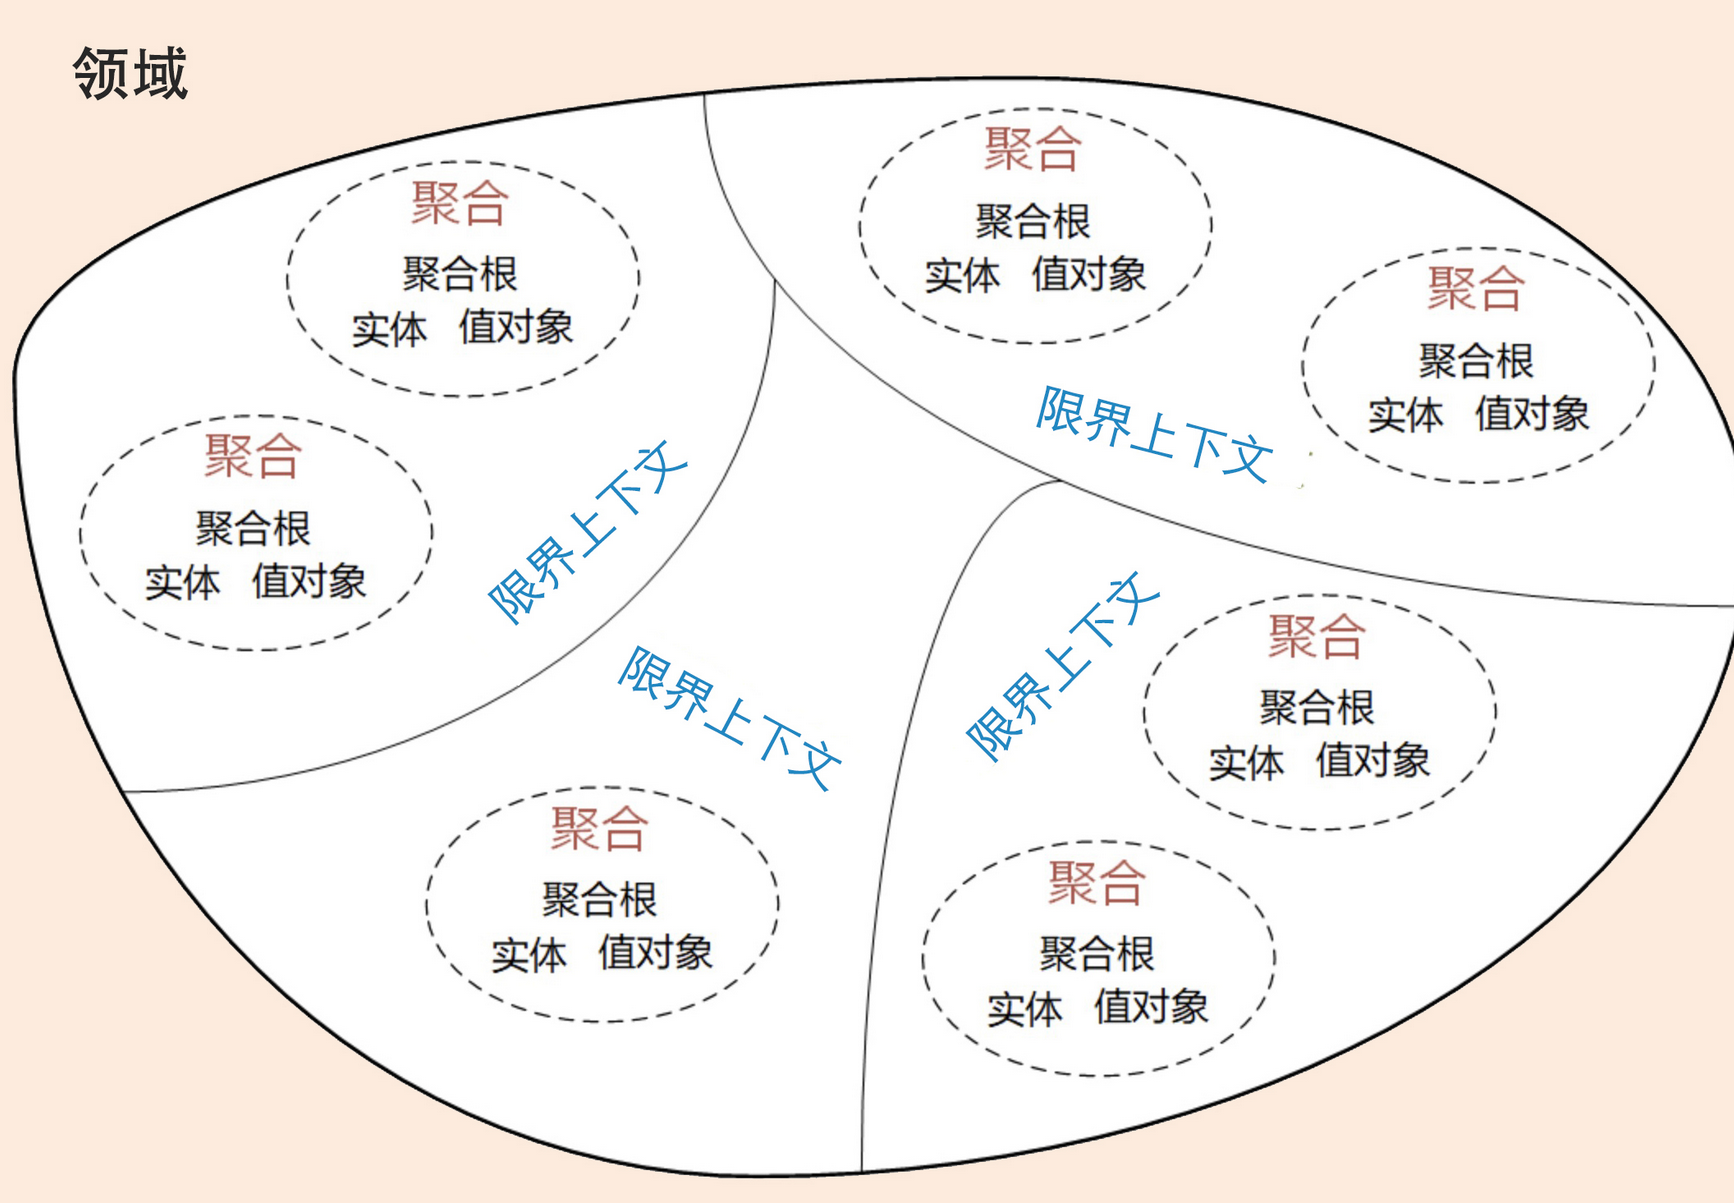 领域
聚合
聚合根
实体 值对象
聚合
聚合根
实体 值对象
限界上下文
聚合
聚合根
实体 值对象
聚合
聚合根
实体 值对象
限界上下文
限界上下文
聚合
聚合根
实体 值对象
限界上下文
聚合
聚合根
实体 值对象
聚合
聚合根
实体 值对象